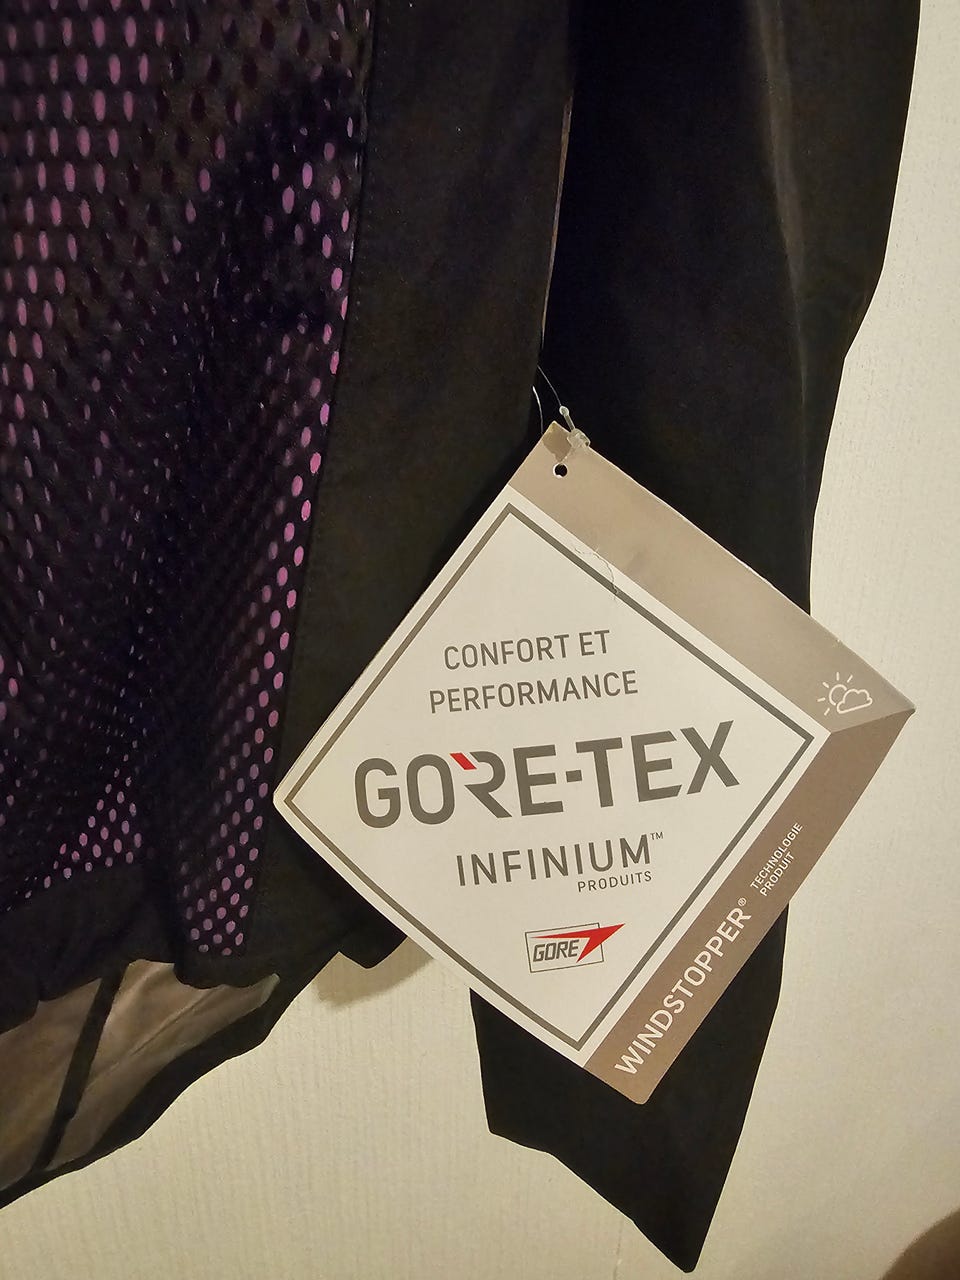 CONFORT ET
PERFORMANCE
GORE-TEX
INFINIUM™
PRODUITS
GORE
WINDSTOPPER®
TECHNOLOGIE
PRODUIT